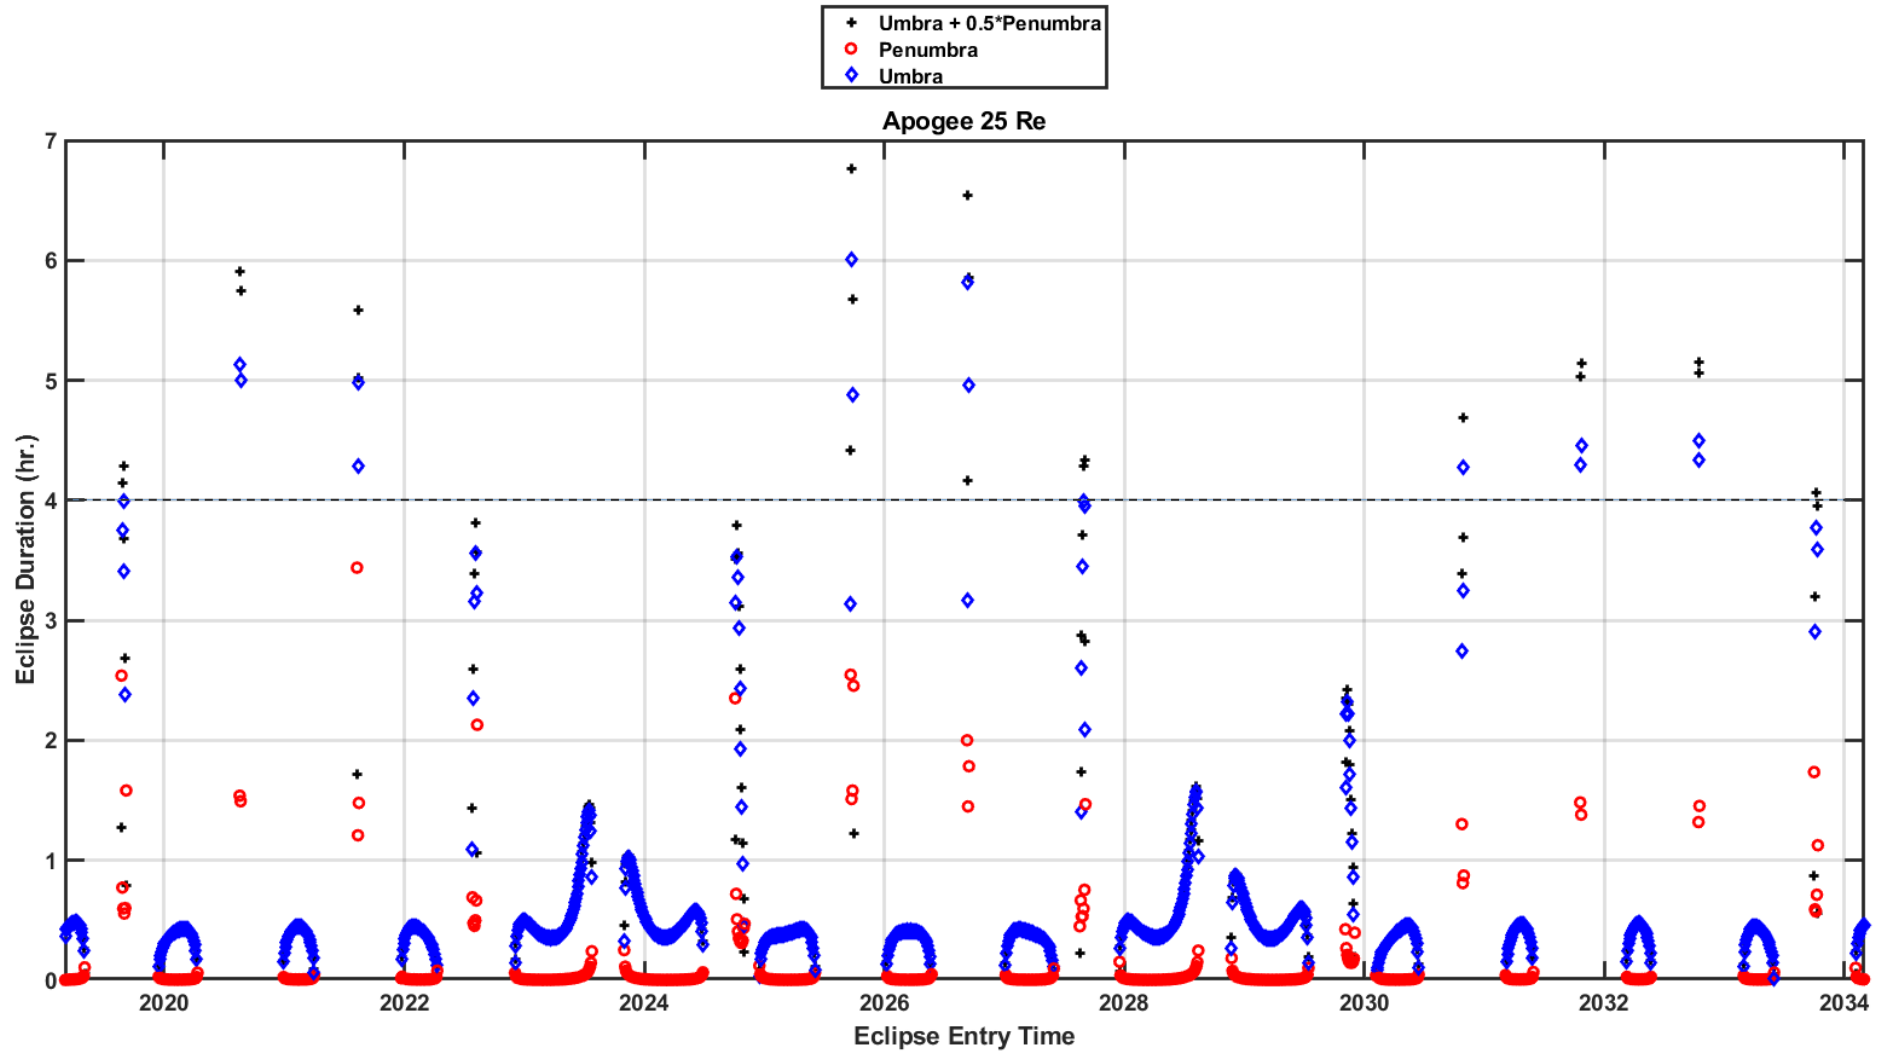 Umbra + 0.5*Penumbra
Penumbra
Umbra
Apogee 25 Re
7
6
5
4
3
2
1
0
Eclipse Duration (hr.)
2020 2022 2024 2026 2028 2030 2032 2034
Eclipse Entry Time